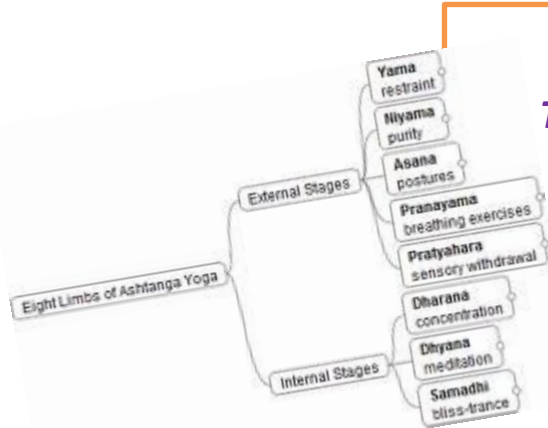 Yama
restraint
Niyama
purity
Asana
postures
External Stages
Pranayama
breathing exercises
Pratyahara
sensory withdrawal
Eight Limbs of Ashtanga Yoga
Dharana
concentration
Internal Stages
Dhyana
meditation
Samadhi
bliss-trance